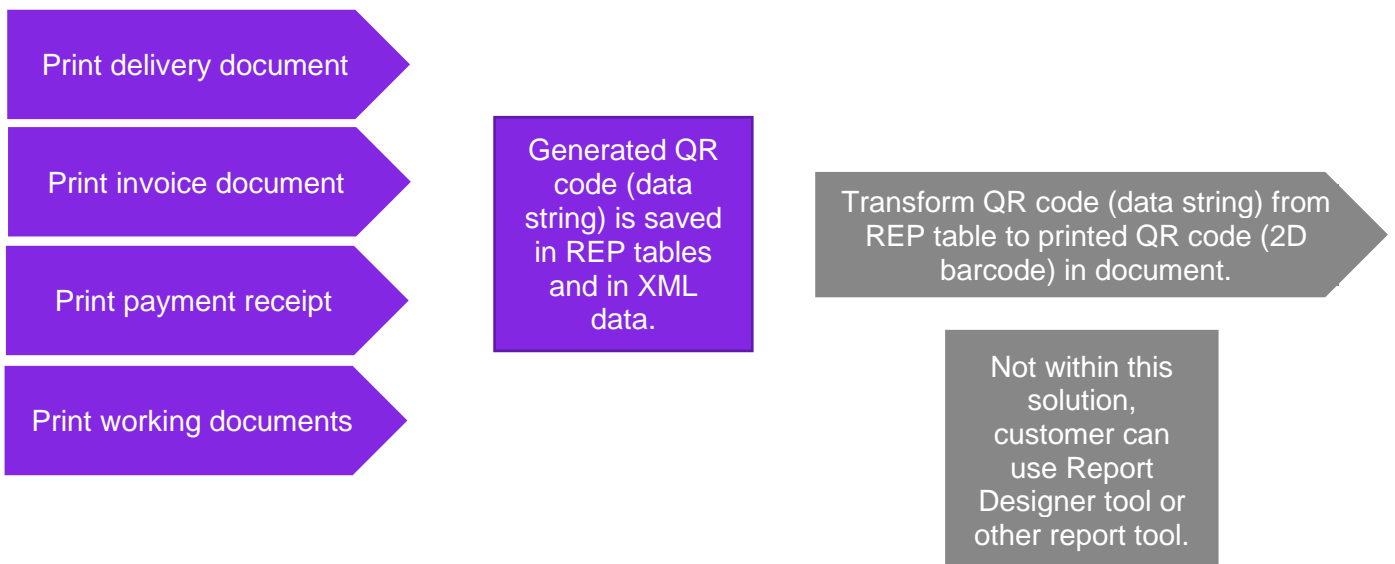 Print delivery document
Print invoice document
Print payment receipt
Print working documents
Generated QR
code (data
string) is saved
in REP tables
and in XML
data.
Transform QR code (data string) from
REP table to printed QR code (2D
barcode) in document.
Not within this
solution,
customer can
use Report
Designer tool or
other report tool.